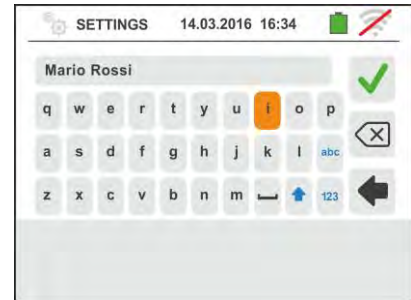 SETTINGS 14.03.2016 16:34
Mario Rossi
q w e r t y u i o p
a s d f g h j k l abc
z x c v b n m 123